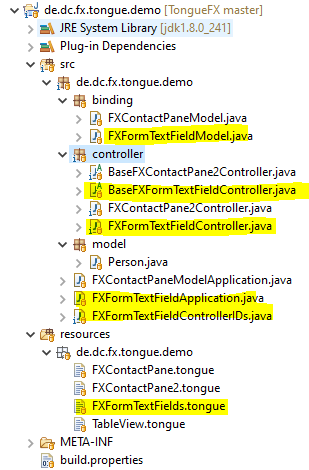 de.dc.fx.tongue.demo [TongueFX master]
JRE System Library [jdk1.8.0_241]
Plug-in Dependencies
src
de.dc.fx.tongue.demo
binding
FXContactPaneModel.java
FXFormTextFieldModel.java
controller
BaseFXContactPane2Controller.java
BaseFXFormTextFieldController.java
FXContactPane2Controller.java
FXFormTextFieldController.java
model
Person.java
FXContactPaneModelApplication.java
FXFormTextFieldApplication.java
FXFormTextFieldControllerIDs.java
resources
de.dc.fx.tongue.demo
FXContactPane.tongue
FXContactPane2.tongue
FXFormTextFields.tongue
TableView.tongue
META-INF
build.properties